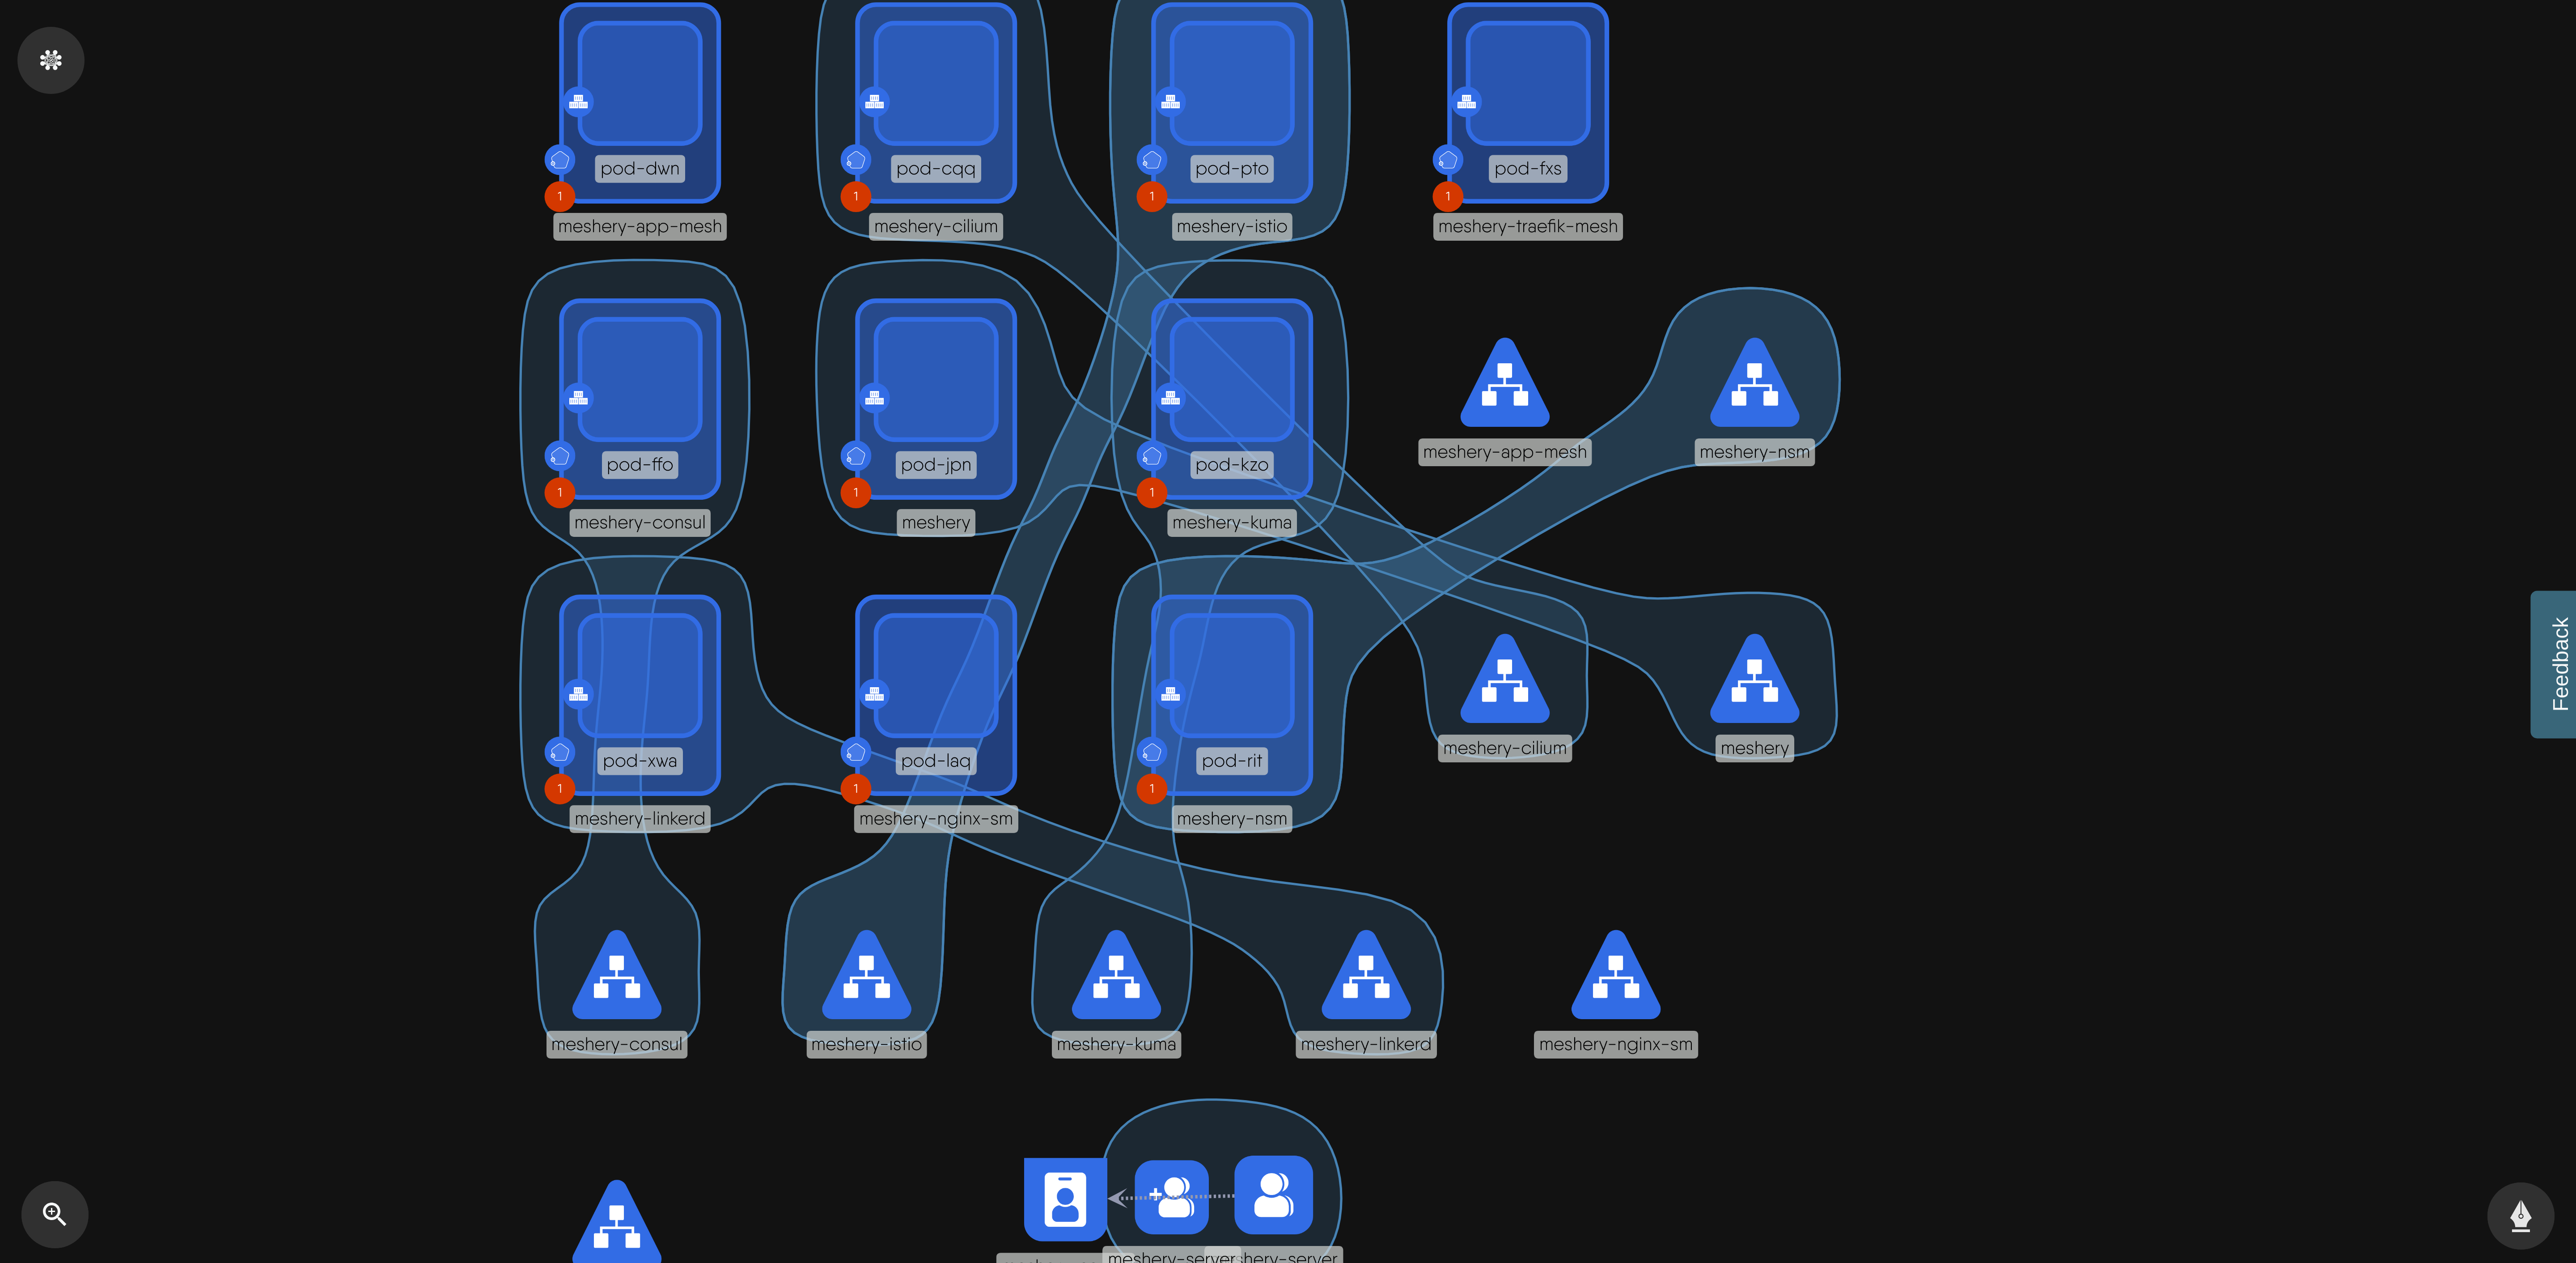 pod-dwn
pod-cqq
pod-pto
pod-fxs
1
1
1
1
meshery-app-mesh
meshery-cilium
meshery-istio
meshery-traefik-mesh
pod-ffo
pod-jpn
pod-kzo
meshery-app-mesh
meshery-nsm
1
1
1
meshery-consul
meshery
meshery-kuma
Feedback
pod-xwa
pod-laq
pod-rit
meshery-cilium
meshery
1
1
1
meshery-linkerd
meshery-nginx-sm
meshery-nsm
meshery-consul
meshery-istio
meshery-kuma
meshery-linkerd
meshery-nginx-sm
meshery-server